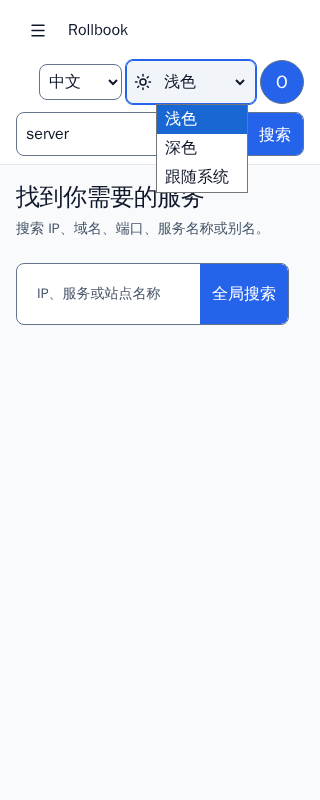 Rollbook
中文
浅色
O
server
搜索
浅色
深色
跟随系统
找到你需要的服务
搜索 IP、域名、端口、服务名称或别名。
IP、服务或站点名称
全局搜索